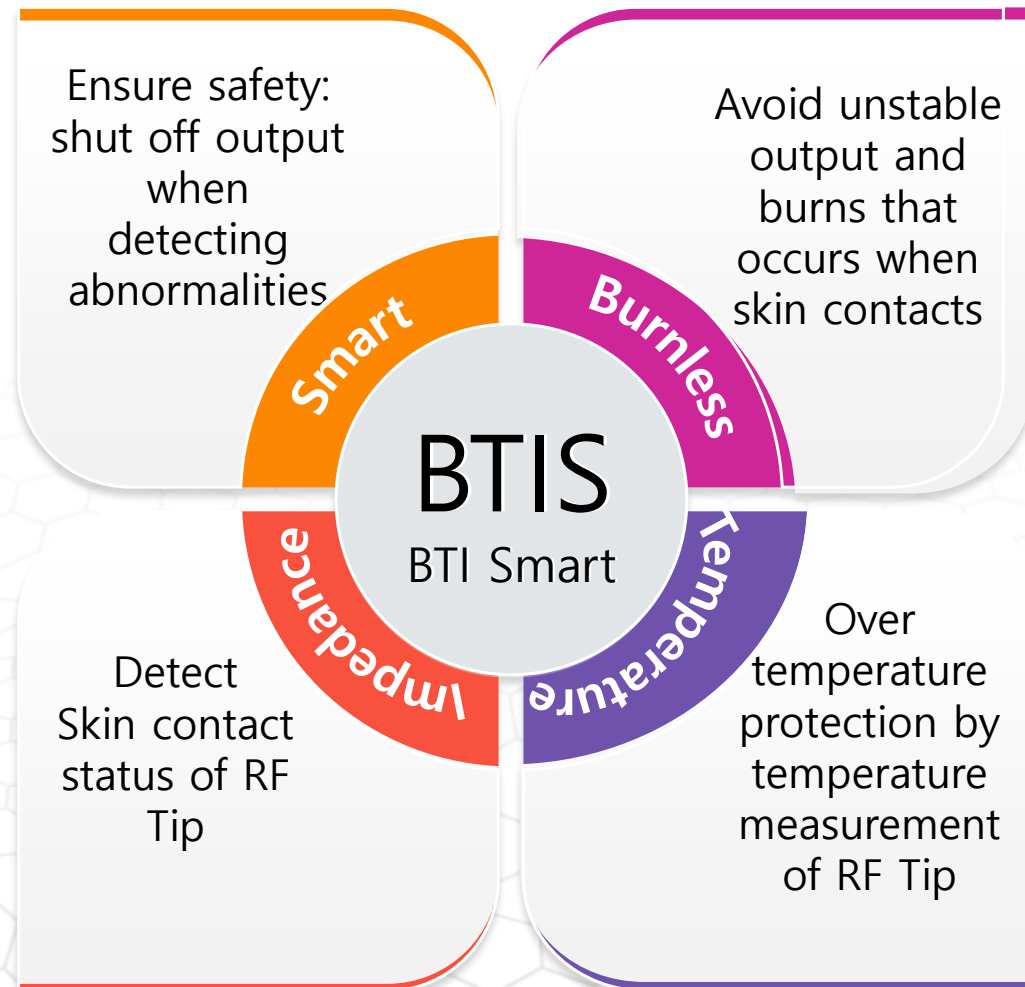 Ensure safety:
shut off output
when
detecting
abnormalities
Smart
Avoid unstable
output and
burns that
occurs when
skin contacts
Burnless
BTIS
BTI Smart
Impedance
Detect
Skin contact
status of RF
Tip
Temperature
Over
temperature
protection by
temperature
measurement
of RF Tip